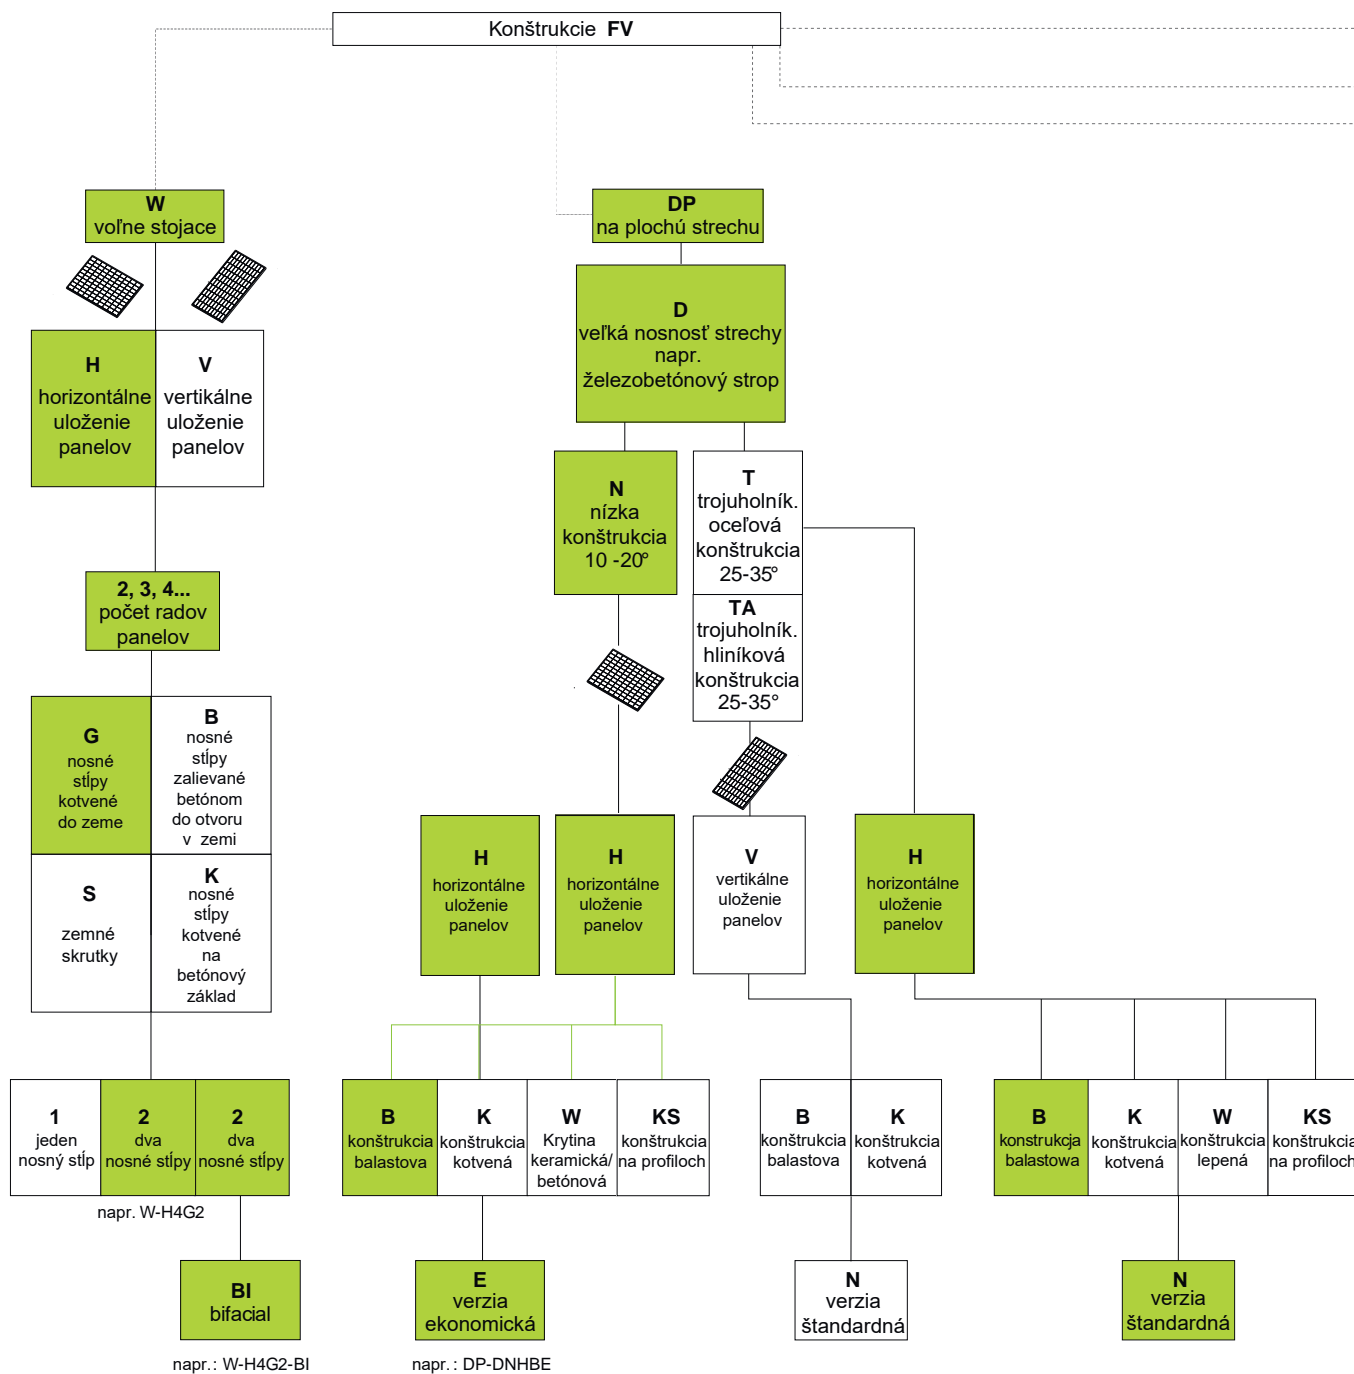 Konštrukcie FV
W
voľne stojace
DP
na plochú strechu
D
veľká nosnosť strechy
napr.
železobetónový strop
H
horizontálne
uloženie
panelov
V
vertikálne
uloženie
panelov
N
nízka
konštrukcia
10 -20°
T
trojuholník.
oceľová
konštrukcia
25-35°
TA
trojuholník.
hliníková
konštrukcia
25-35°
2, 3, 4...
počet radov
panelov
G
nosné
stĺpy
kotvené
do zeme
B
nosné
stĺpy
zalievané
betónom
do otvoru
v zemi
S
zemné
skrutky
K
nosné
stĺpy
kotvené
na
betónový
základ
H
horizontálne
uloženie
panelov
H
horizontálne
uloženie
panelov
V
vertikálne
uloženie
panelov
H
horizontálne
uloženie
panelov
1
jeden
nosný stĺp
2
dva
nosné stĺpy
2
dva
nosné stĺpy
napr. W-H4G2
B
konštrukcia
balastova
K
konštrukcia
kotvená
W
Krytina
keramická/
betónová
KS
konštrukcia
na profiloch
B
konštrukcia
balastova
K
konštrukcia
kotvená
B
konstrukcja
balastowa
K
konštrukcia
kotvená
W
konštrukcia
lepená
KS
konštrukcia
na profiloch
BI
bifacial
E
verzia
ekonomická
N
verzia
štandardná
N
verzia
štandardná
napr.: W-H4G2-BI
napr.: DP-DNHBE